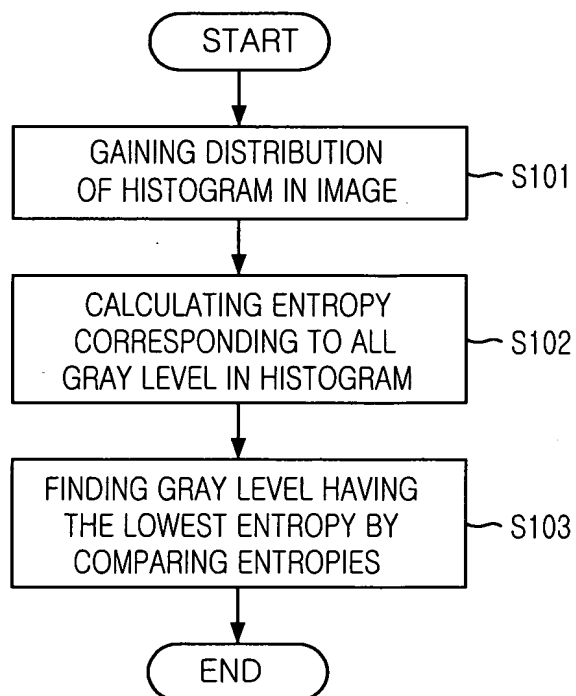 START
GAINING DISTRIBUTION
OF HISTOGRAM IN IMAGE
S101
CALCULATING ENTROPY
CORRESPONDING TO ALL
GRAY LEVEL IN HISTOGRAM
S102
FINDING GRAY LEVEL HAVING
THE LOWEST ENTROPY BY
COMPARING ENTROPIES
S103
END